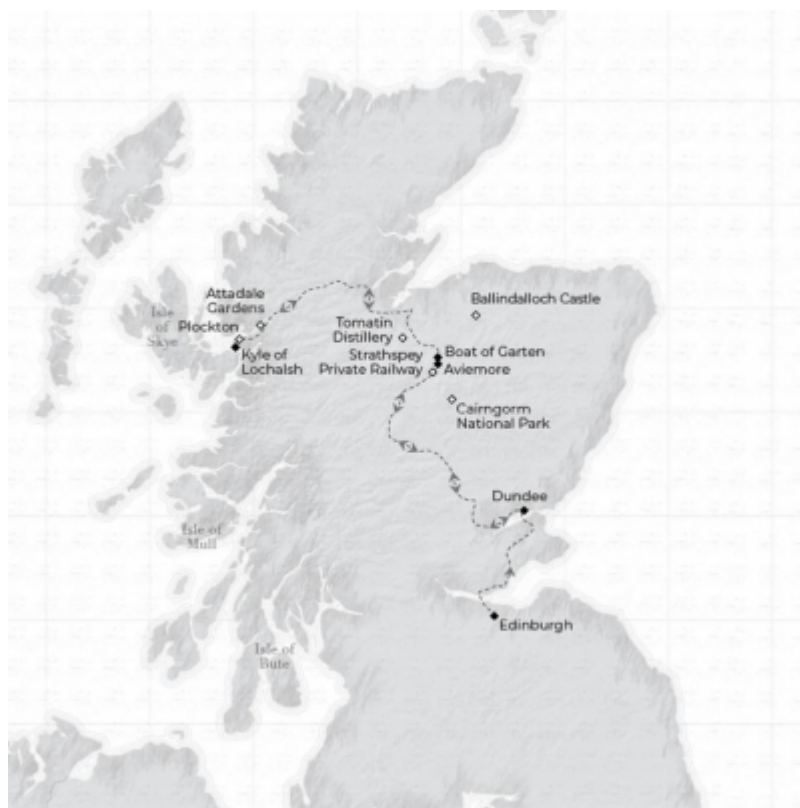 Attadale
Gardens
Ballindalloch Castle
Isle
of
Skye
Plockton
Tomatin
Distillery
Kyle of
Lochalsh
Strathspey
Private Railway
Boat of Garten
Aviemore
Cairngorm
National Park
Dundee
Isle of
Mull
Edinburgh
Isle of
Bute